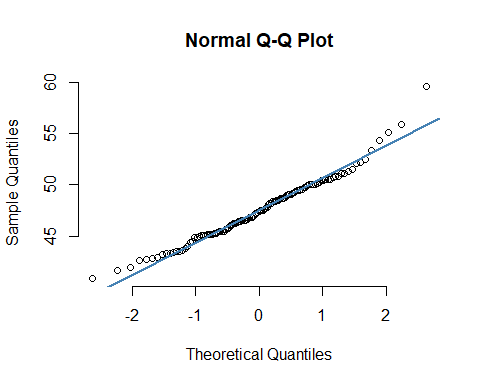 Normal Q-Q Plot
Sample Quantiles
60
55
50
45
-2 -1 0 1 2
Theoretical Quantiles